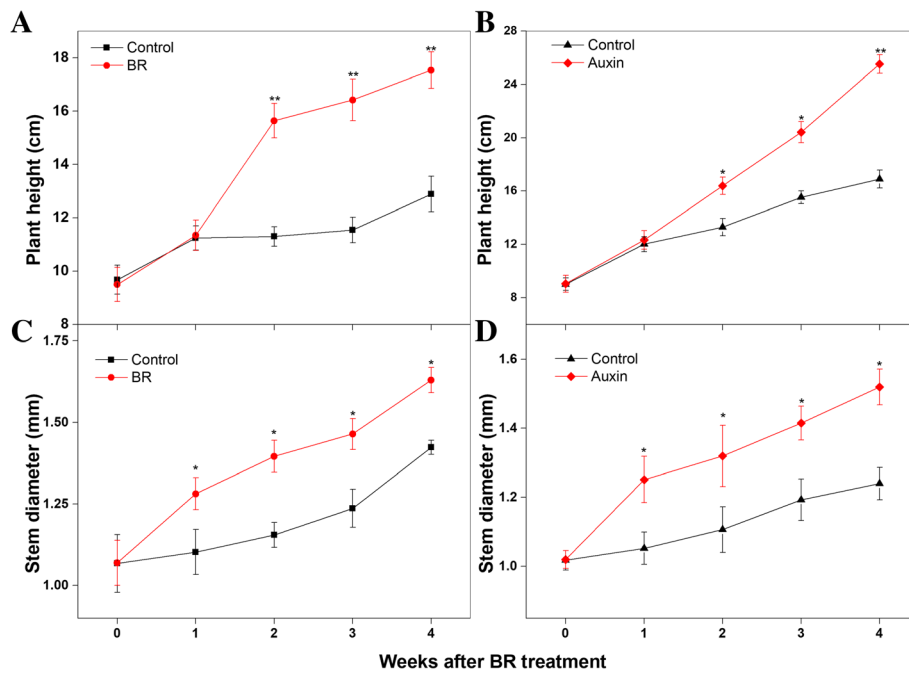 A
Control
BR
Plant height (cm)
18
16
14
12
10
8
**
**
**
B
Control
Auxin
Plant height (cm)
28
24
20
16
12
8
*
*
**
C
Control
BR
Stem diameter (mm)
1.75
1.50
1.25
1.00
*
*
*
*
0 1 2 3 4
D
Control
Auxin
Stem diameter (mm)
1.6
1.4
1.2
1.0
*
*
*
*
0 1 2 3 4
Weeks after BR treatment